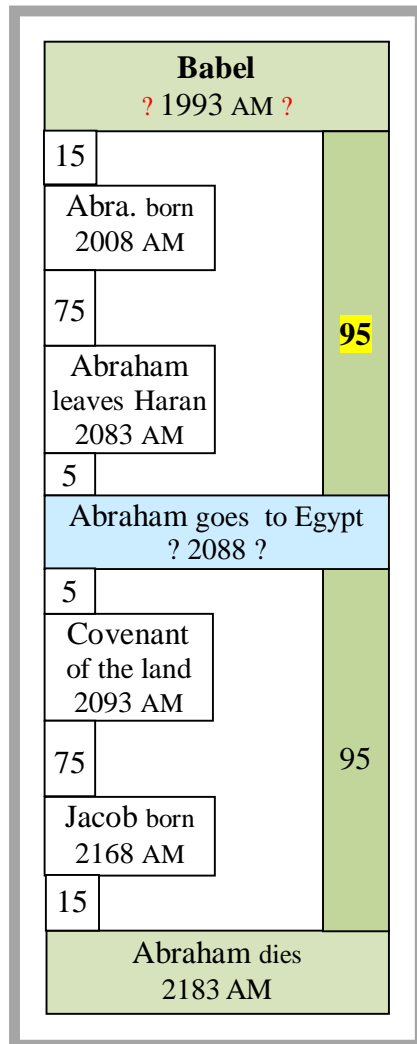 Babel
? 1993 AM ?
15
Abra. born
2008 AM
75
95
Abraham
leaves Haran
2083 AM
5
Abraham goes to Egypt
? 2088 ?
5
Covenant
of the land
2093 AM
75
95
Jacob born
2168 AM
15
Abraham dies
2183 AM